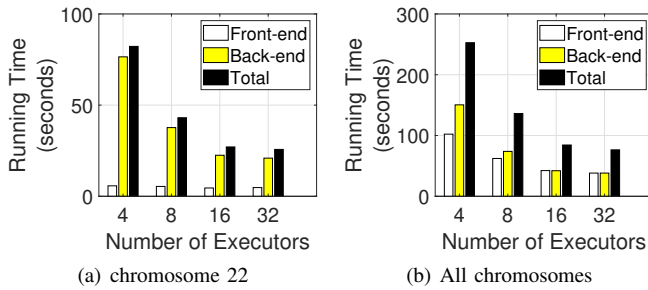 100
50
0
Running Time
(seconds)
Front-end
Back-end
Total
4 8 16 32
Number of Executors
(a) chromosome 22
300
200
100
0
Running Time
(seconds)
Front-end
Back-end
Total
4 8 16 32
Number of Executors
(b) All chromosomes